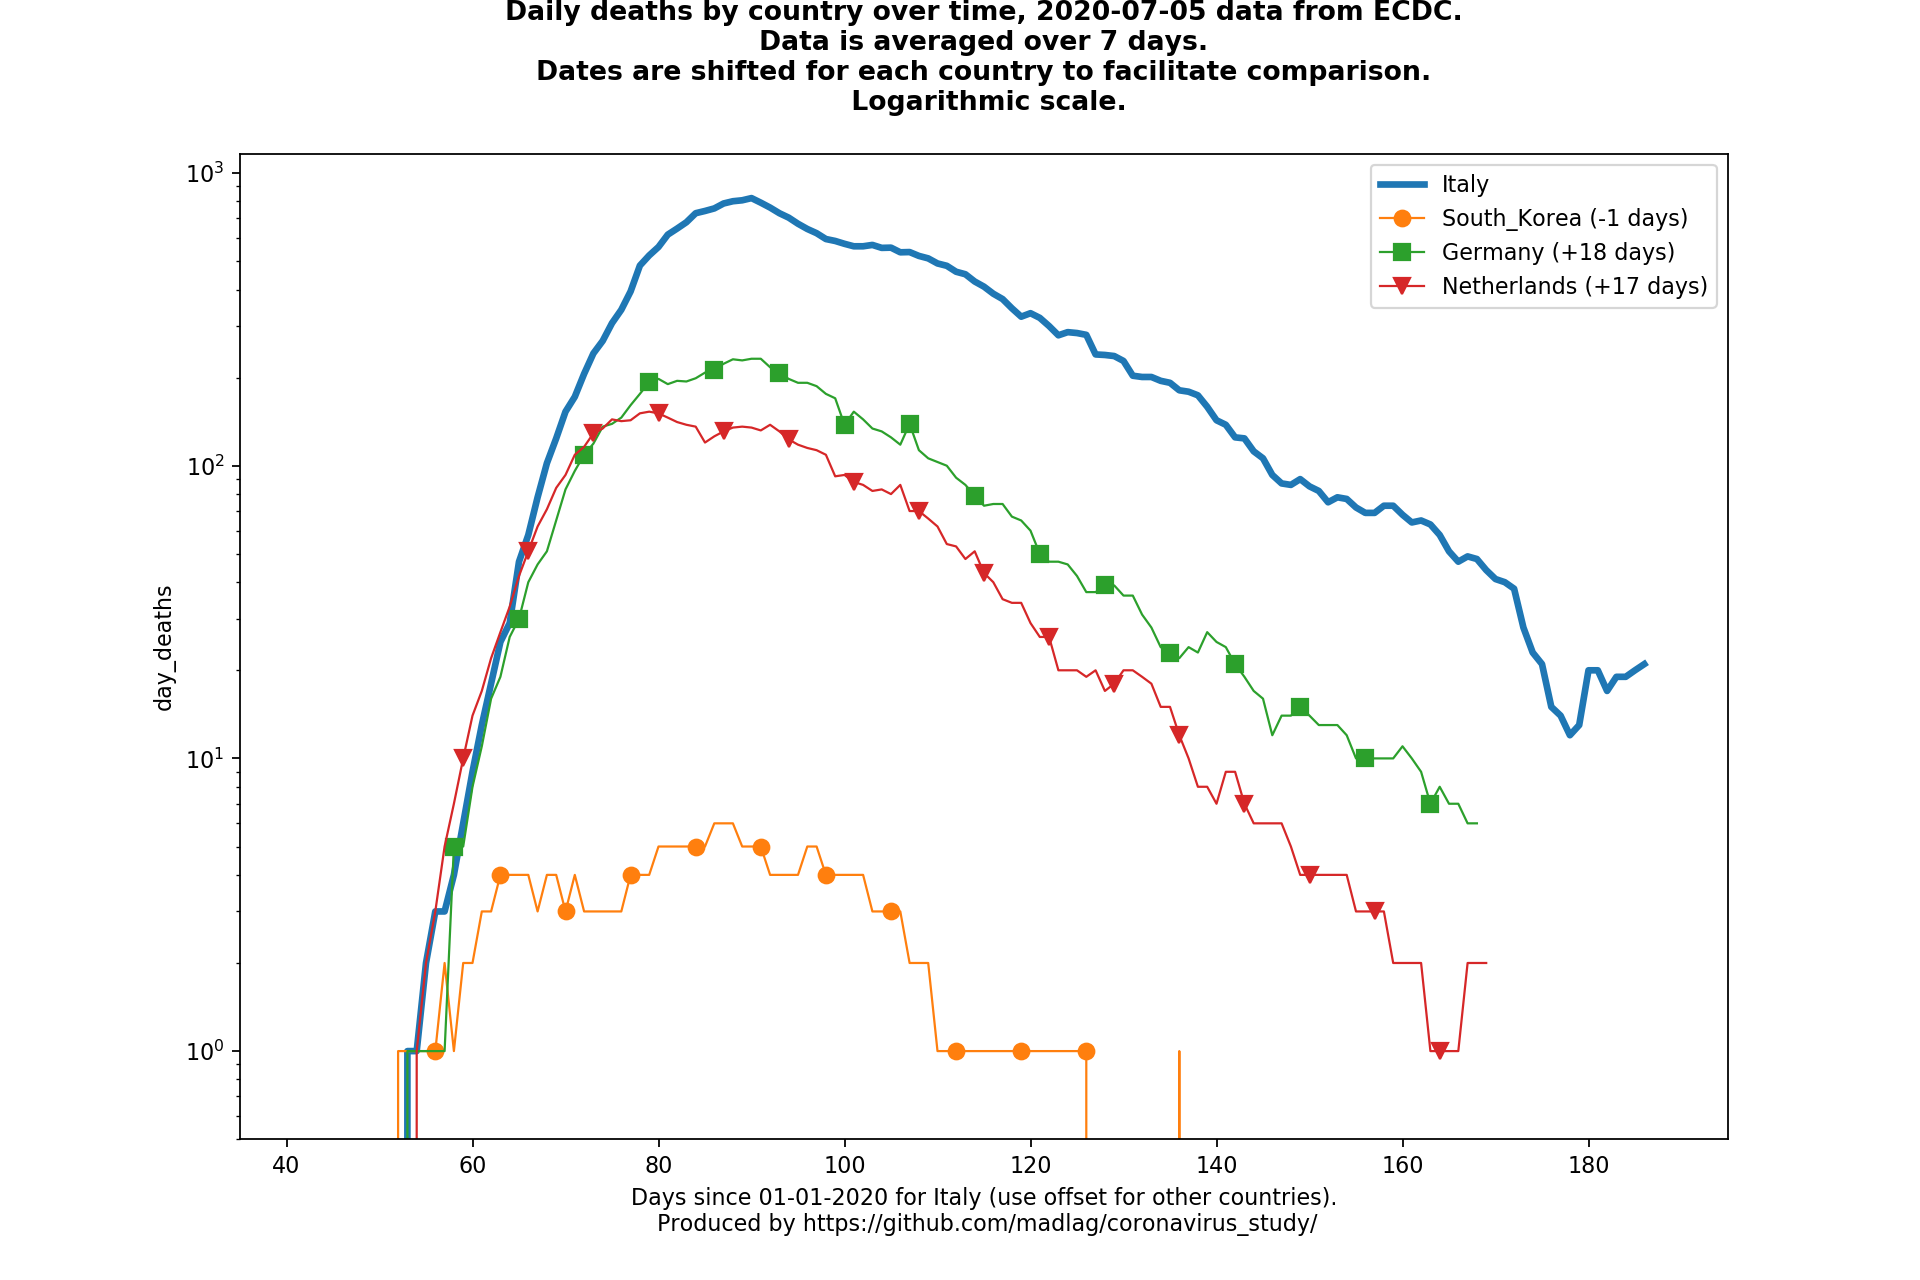 Daily deaths by country over time, 2020-07-05 data from ECDC.
Data is averaged over 7 days.
Dates are shifted for each country to facilitate comparison.
Logarithmic scale.
10³
10²
10¹
10⁰
day_deaths
Italy
South_Korea (-1 days)
Germany (+18 days)
Netherlands (+17 days)
40 60 80 100 120 140 160 180
Days since 01-01-2020 for Italy (use offset for other countries).
Produced by https://github.com/madlag/coronavirus_study/